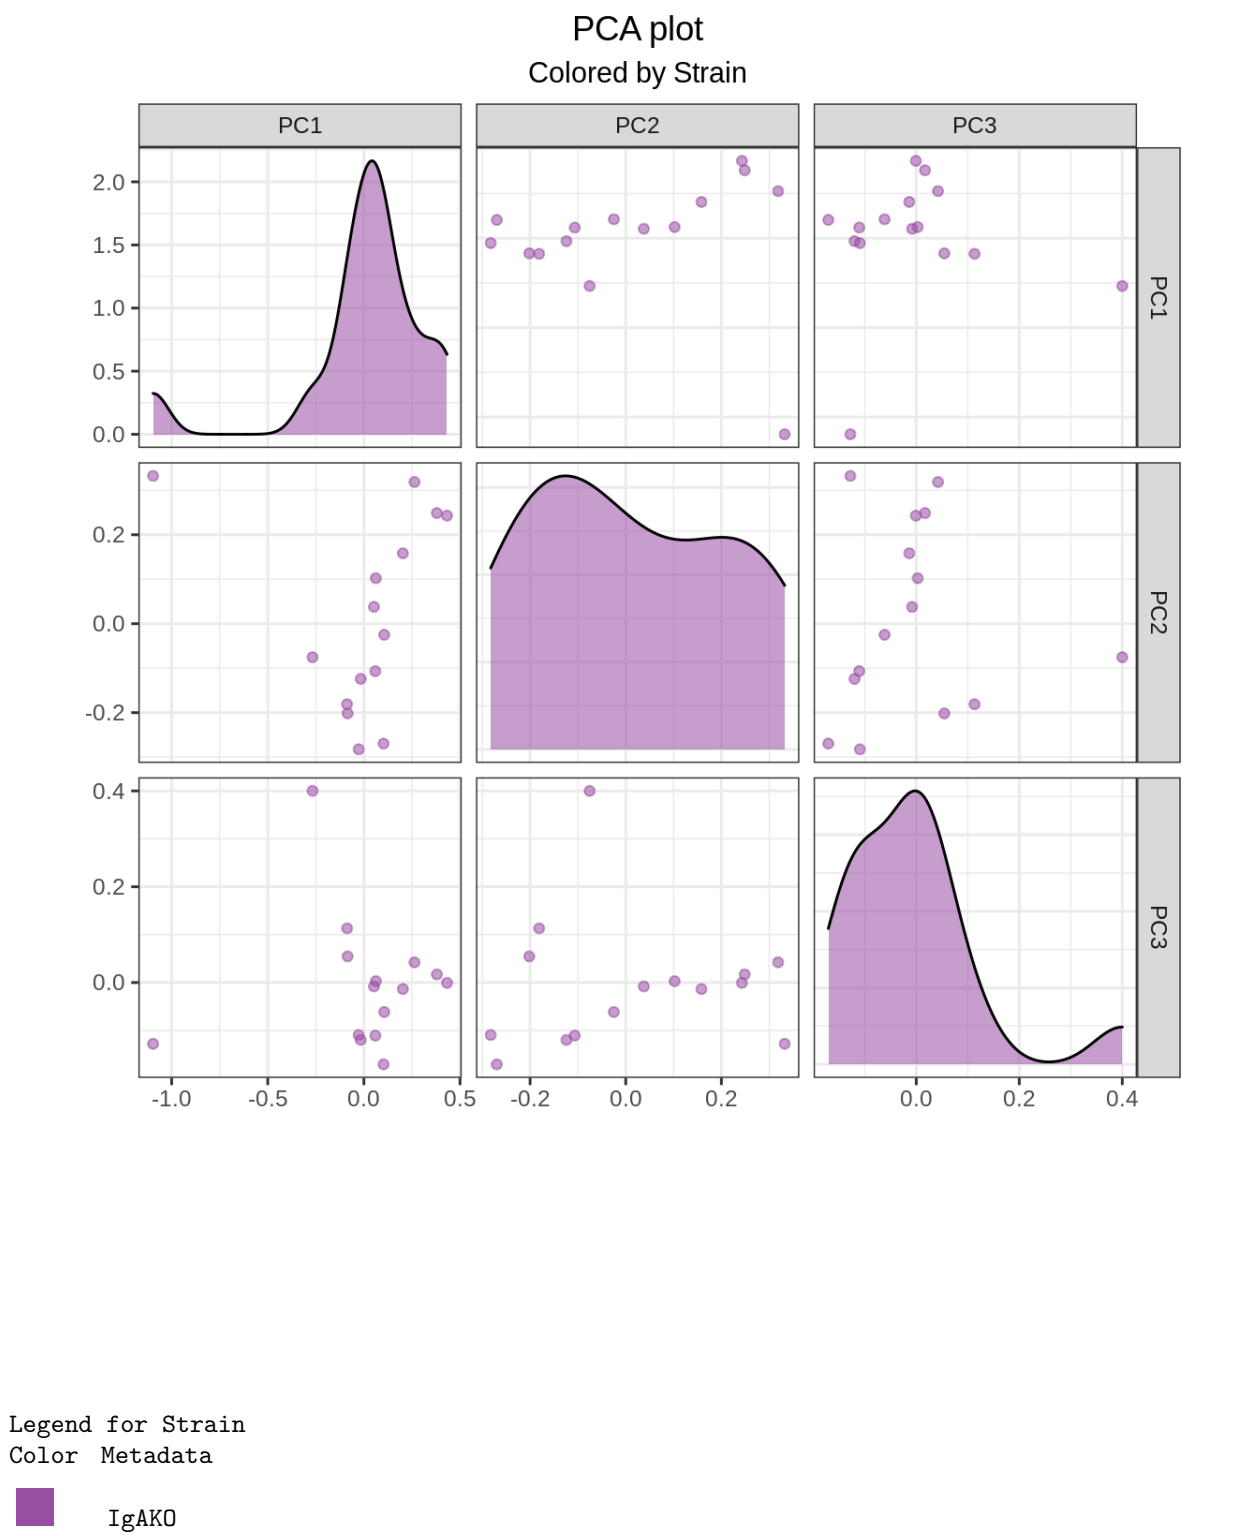 PCA plot
Colored by Strain
PC1 PC2 PC3
2.0
1.5
1.0
0.5
0.0
PC1
0.2
0.0
-0.2
PC2
0.4
0.2
0.0
PC3
-1.0 -0.5 0.0 0.5 -0.2 0.0 0.2 0.0 0.2 0.4
Legend for Strain
Color Metadata
IgAKO